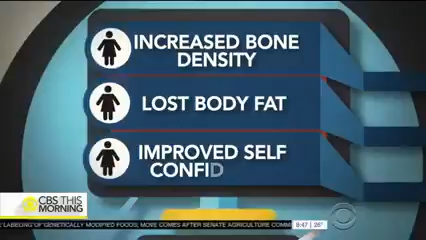 INCREASED BONE
DENSITY
LOST BODY FAT
IMPROVED SELF
CONFID
CBS THIS
MORNING
8:47 | 26°
LABELING OF GENETICALLY MODIFIED FOODS; MOVE COMES AFTER SENATE AGRICULTURE COMM